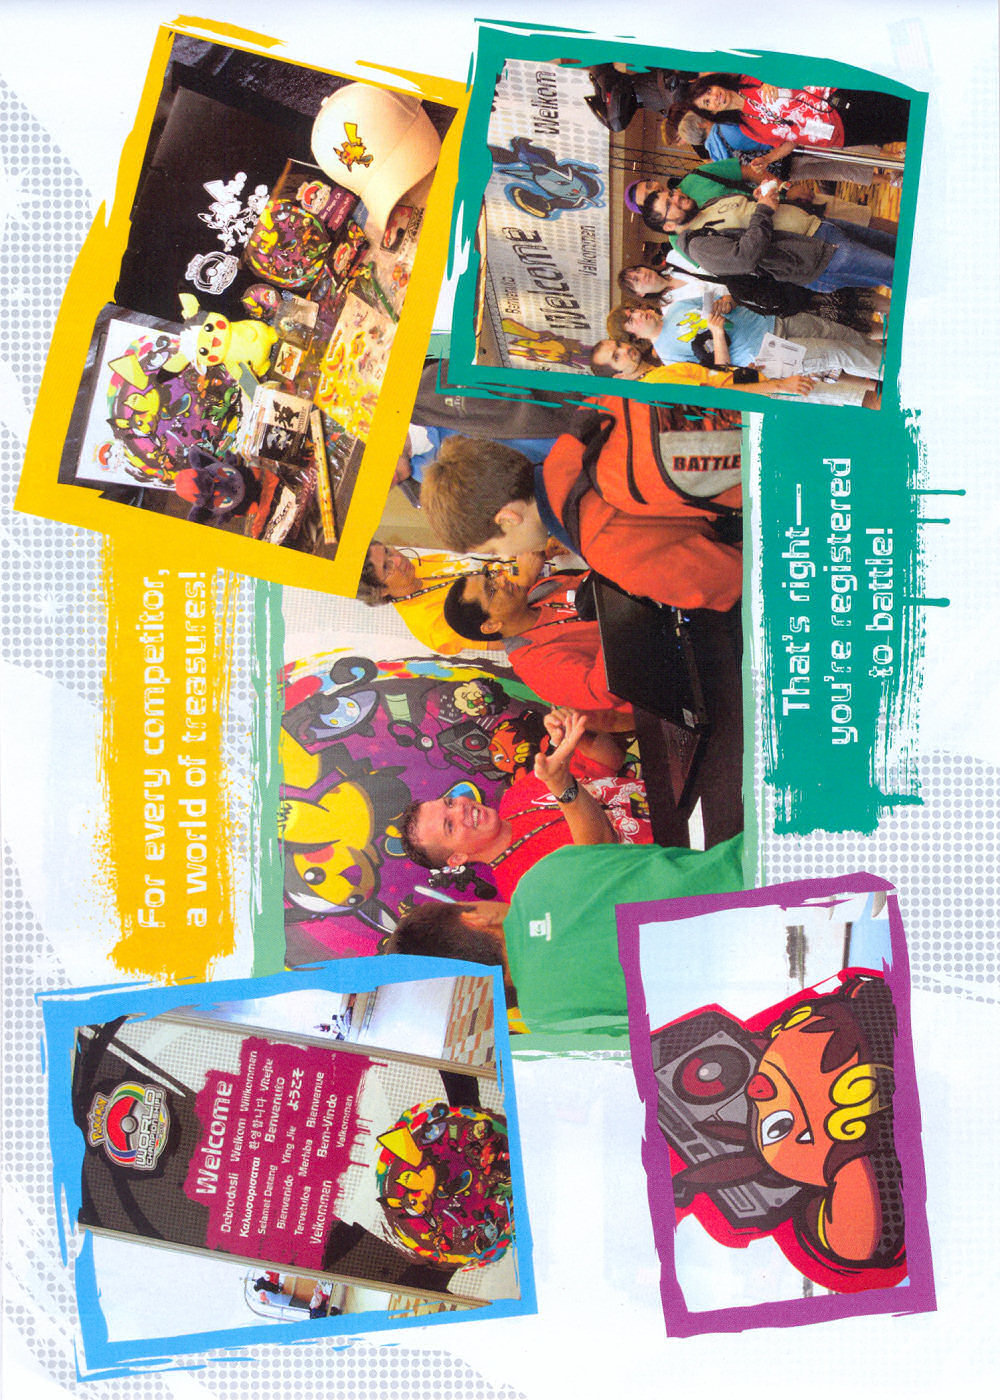 POKéMON
WORLD
CHAMPIONSHIPS
Welcome
Dobrodosli Welkom Willkommen
Καλωσορισαται 환영합니다 Vítejte
Selamat Datang Benvenuto
Bienvenido Ying Jie ようこそ
Tervetuloa Merhba Bienvenue
Velkommen Bem-Vindo
Valkommen
For every competitor,
a world of treasures!
Benvenuto
Welcome
Welkom
Valkommen
BATTLE
That's right—
you're registered
to battle!